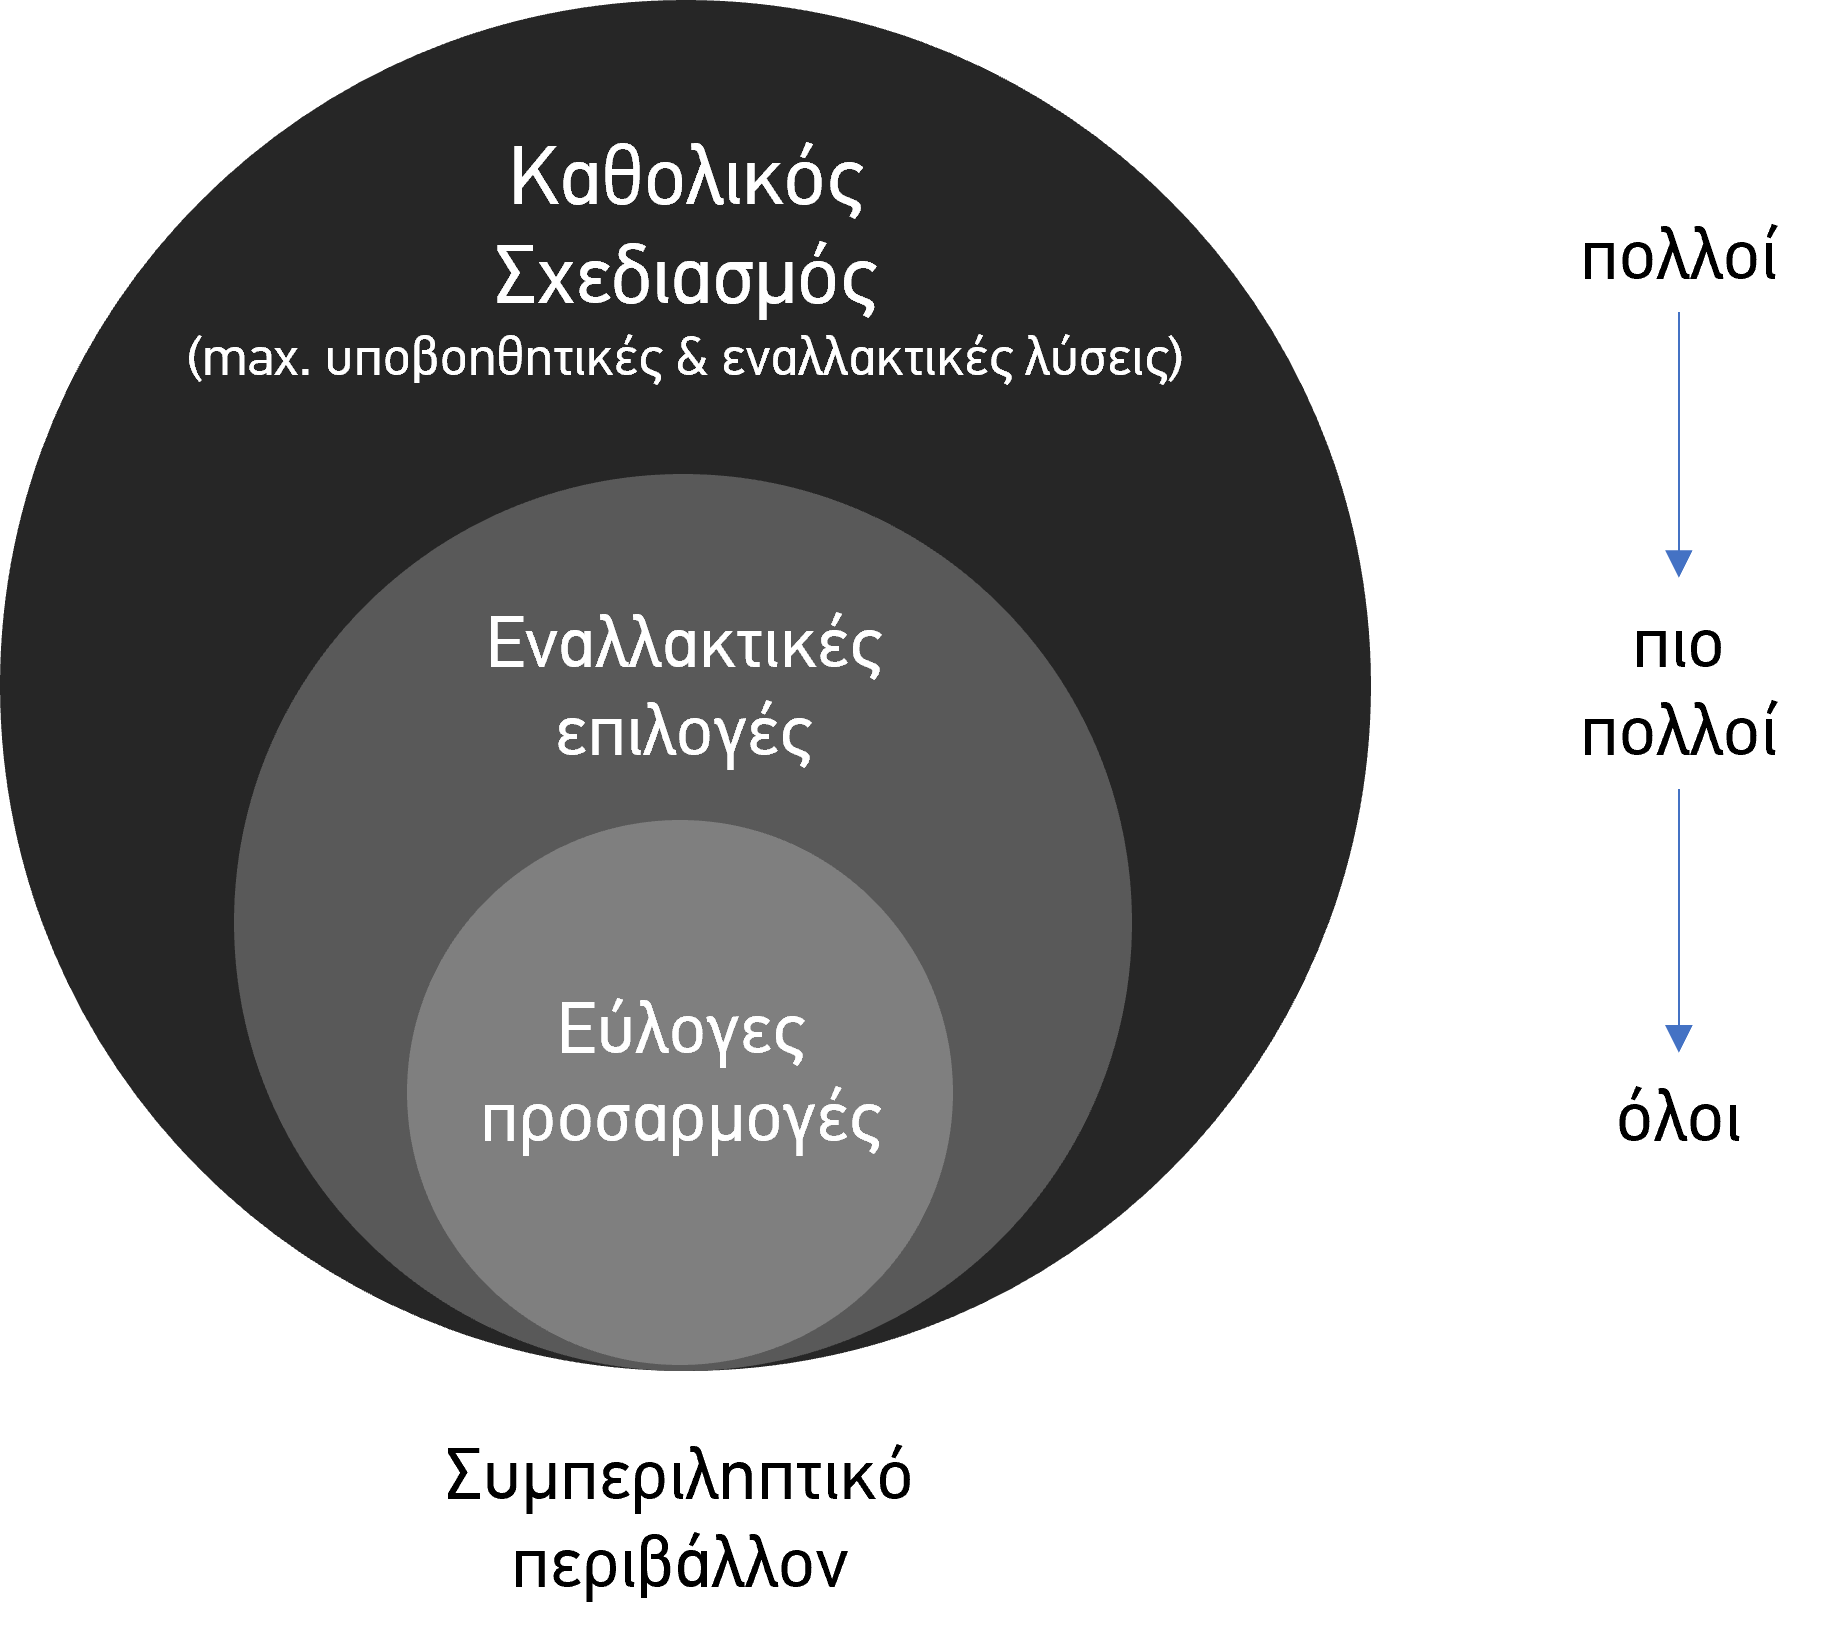 Καθολικός
Σχεδιασμός
(max. υποβοηθητικές & εναλλακτικές λύσεις)
Εναλλακτικές
επιλογές
Εύλογες
προσαρμογές
Συμπεριληπτικό
περιβάλλον
πολλοί
πιο
πολλοί
όλοι